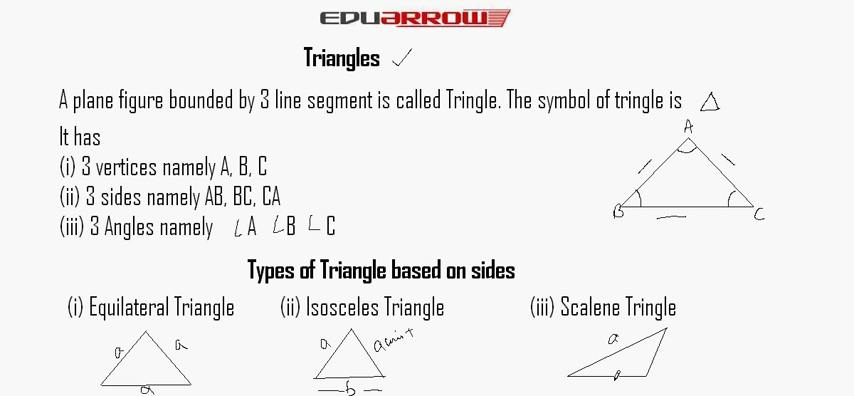 EDUARROW
Triangles
A plane figure bounded by 3 line segment is called Tringle. The symbol of tringle is △
It has
(i) 3 vertices namely A, B, C
(ii) 3 sides namely AB, BC, CA
(iii) 3 Angles namely ∠A ∠B ∠C
A
B C
Types of Triangle based on sides
(i) Equilateral Triangle (ii) Isosceles Triangle (iii) Scalene Tringle
a a a a a
a b